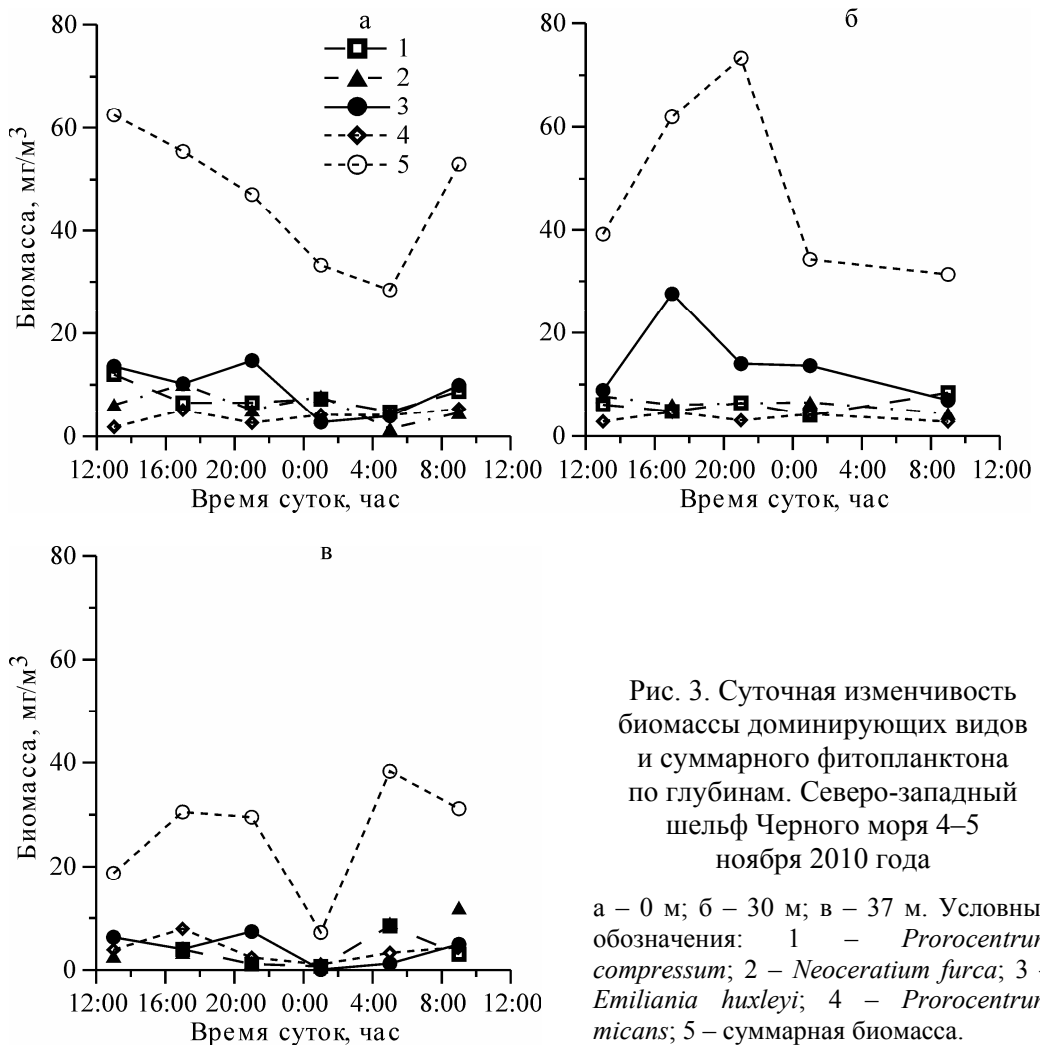 а
80
60
40
20
0
Биомасса, мг/м3
1
2
3
4
5
12:00 16:00 20:00 0:00 4:00 8:00 12:00
Время суток, час
б
80
60
40
20
0
12:00 16:00 20:00 0:00 4:00 8:00 12:00
Время суток, час
в
80
60
40
20
0
Биомасса, мг/м3
12:00 16:00 20:00 0:00 4:00 8:00 12:00
Время суток, час
Рис. 3. Суточная изменчивость
биомассы доминирующих видов
и суммарного фитопланктона
по глубинам. Северо-западный
шельф Черного моря 4–5
ноября 2010 года
а – 0 м; б – 30 м; в – 37 м. Условны
обозначения: 1 – Prorocentrum
compressum; 2 – Neoceratium furca; 3 –
Emiliania huxleyi; 4 – Prorocentrum
micans; 5 – суммарная биомасса.